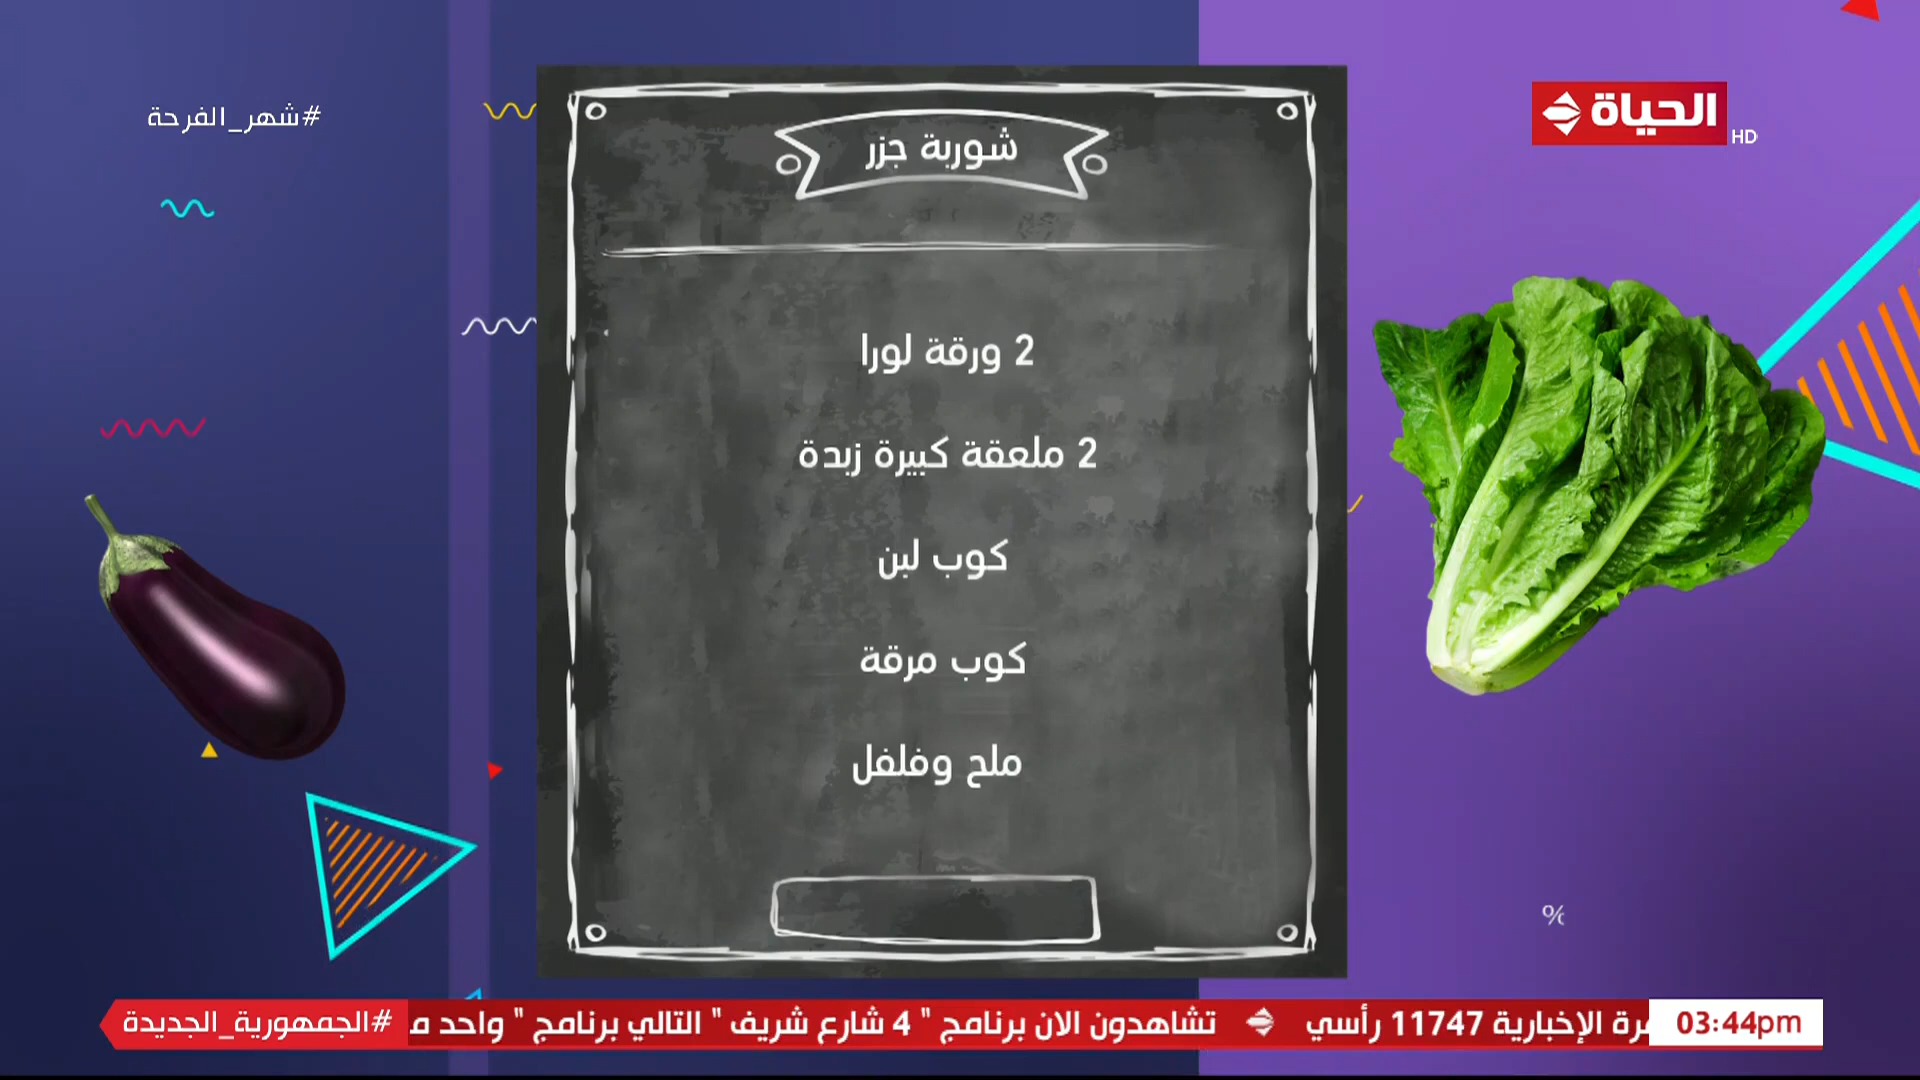 #شهر_الفرحة
الحياة
HD
شوربة جزر
2 ورقة لورا
2 ملعقة كبيرة زبدة
كوب لبن
كوب مرقة
ملح وفلفل
%
03:44pm
الإخبارية 11747 رأسي تشاهدون الان برنامج " 4 شارع شريف " التالي برنامج " واحد
#الجمهورية_الجديدة